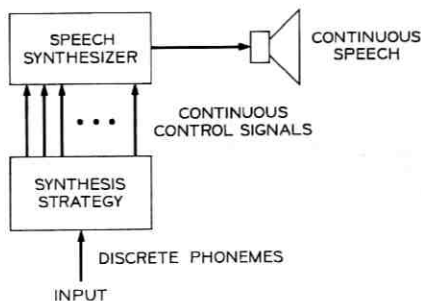 SPEECH
SYNTHESIZER
CONTINUOUS
SPEECH
CONTINUOUS
CONTROL SIGNALS
SYNTHESIS
STRATEGY
DISCRETE PHONEMES
INPUT